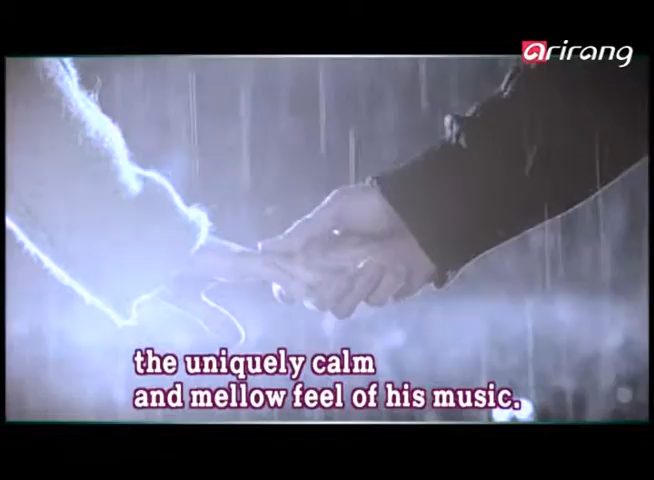 arirang
the uniquely calm
and mellow feel of his music.